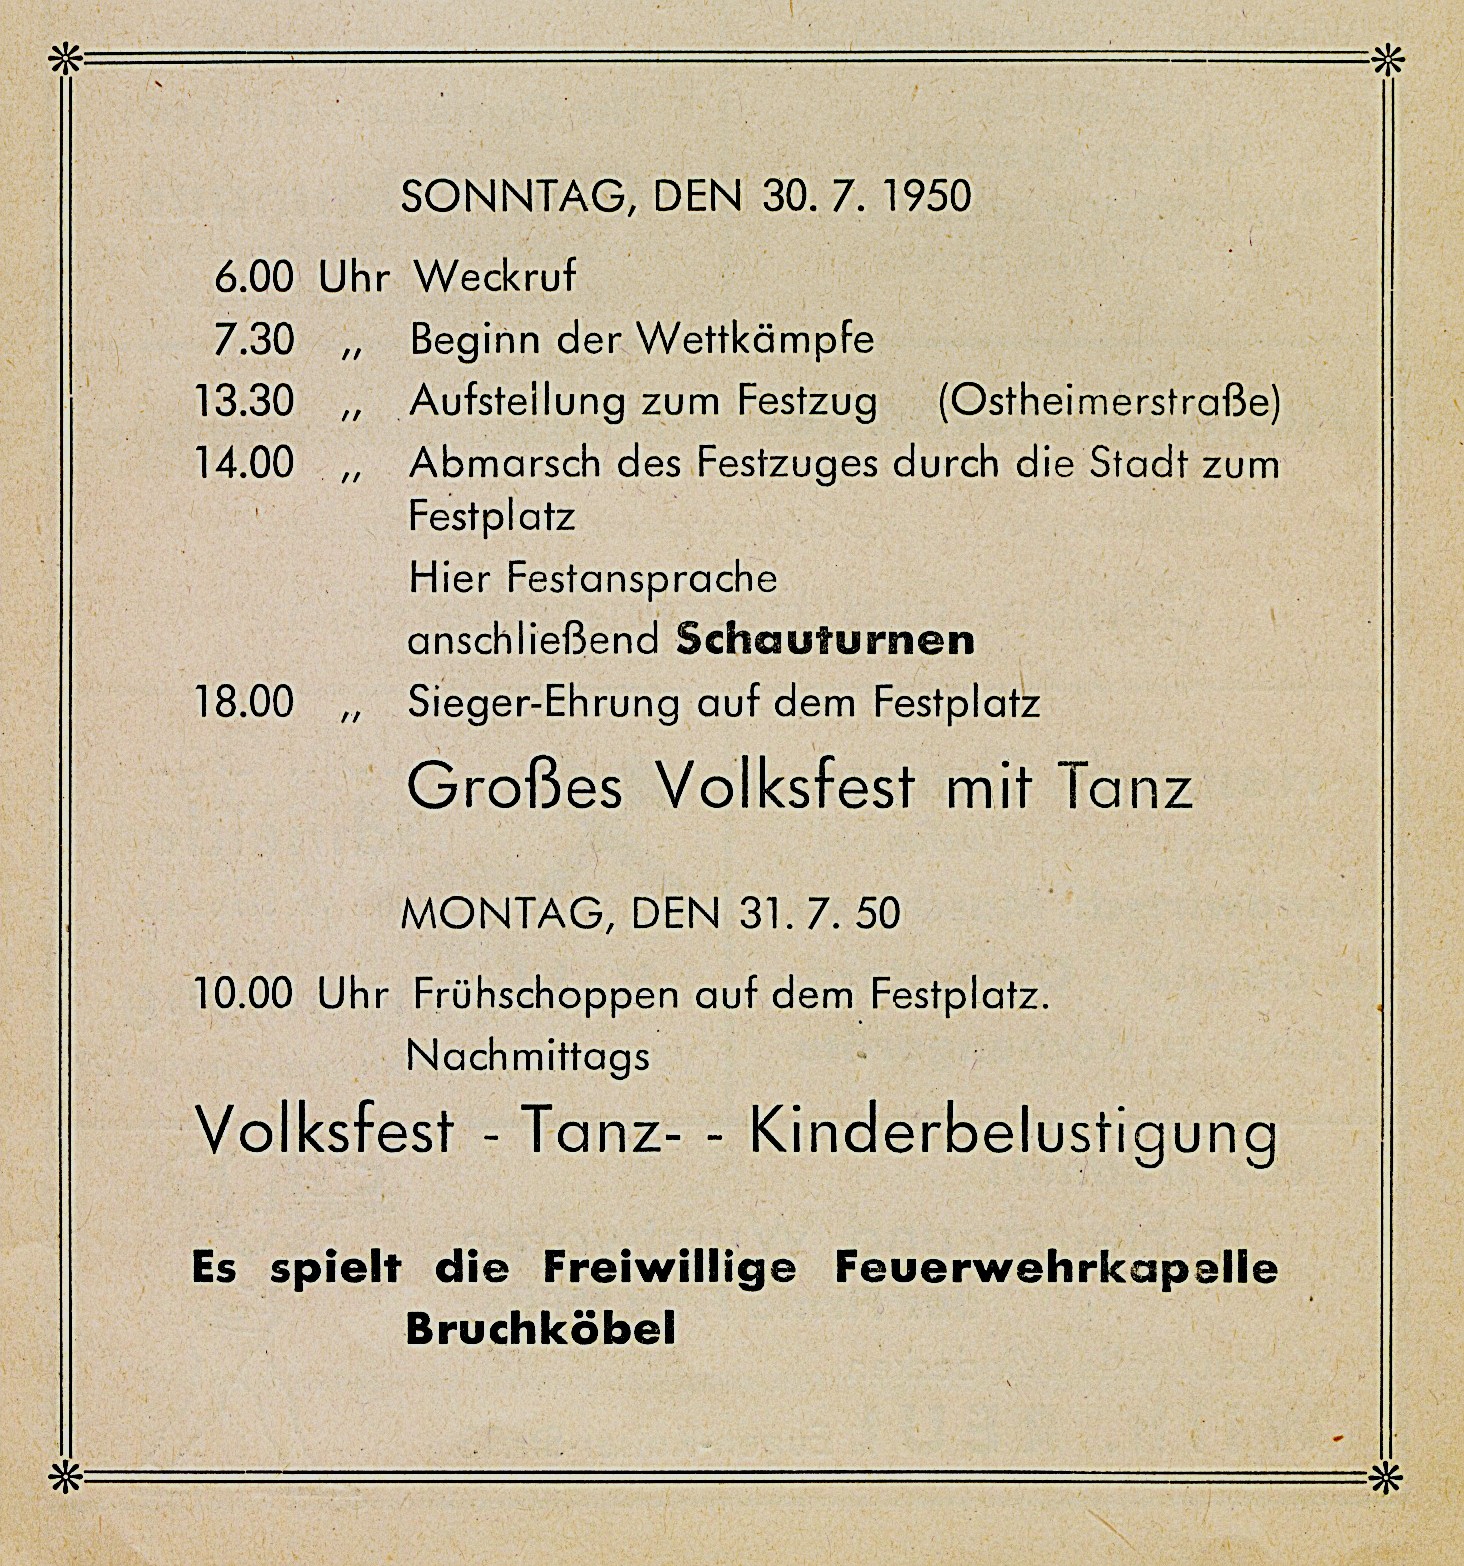 SONNTAG, DEN 30. 7. 1950
6.00 Uhr Weckruf
7.30 „ Beginn der Wettkämpfe
13.30 „ Aufstellung zum Festzug (Ostheimerstraße)
14.00 „ Abmarsch des Festzuges durch die Stadt zum
Festplatz
Hier Festansprache
anschließend Schauturnen
18.00 „ Sieger-Ehrung auf dem Festplatz
Großes Volksfest mit Tanz
MONTAG, DEN 31. 7. 50
10.00 Uhr Frühschoppen auf dem Festplatz.
Nachmittags
Volksfest - Tanz- - Kinderbelustigung
Es spielt die Freiwillige Feuerwehrkapelle
Bruchköbel